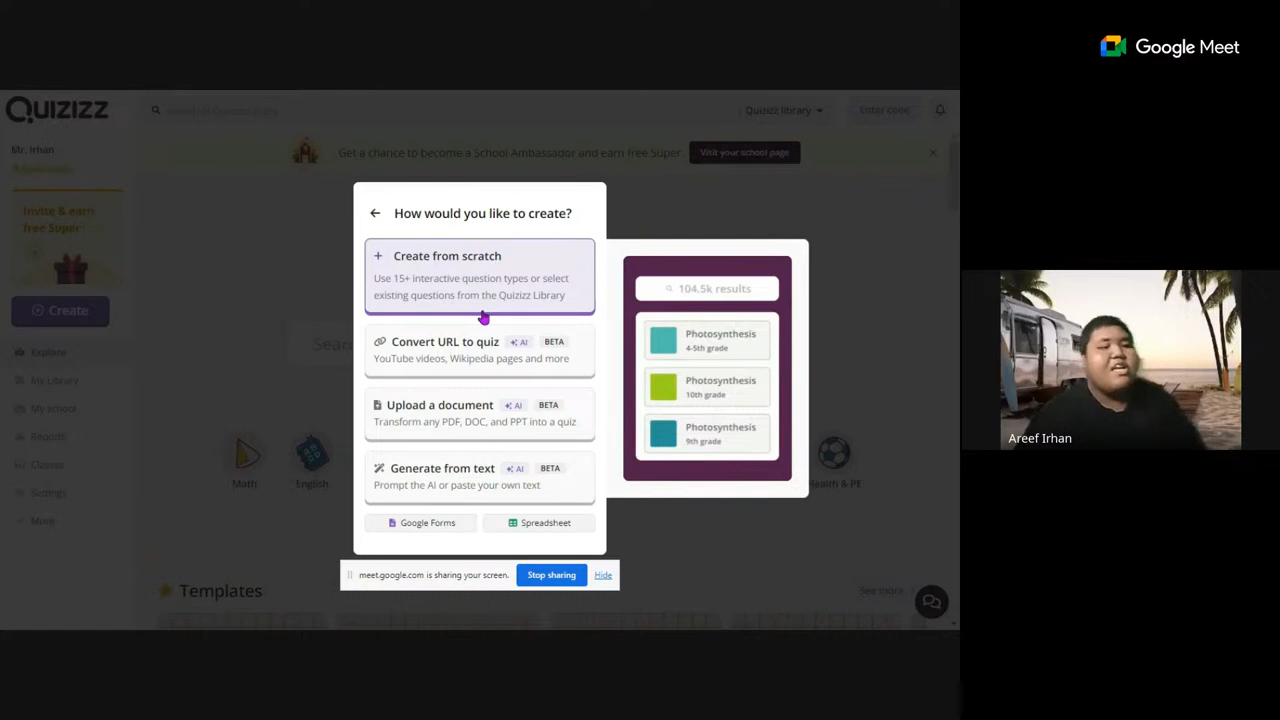 Google Meet
QUIZIZZ
Quizizz library
Enter code
Mr. Irhan
Get a chance to become a School Ambassador and earn free Super.
Visit your school page
Invite & earn
free Super!
Create
Explore
My Library
My school
Reports
Classes
Settings
More
How would you like to create?
Create from scratch
Use 15+ interactive question types or select
existing questions from the Quizizz Library
Convert URL to quiz AI BETA
YouTube videos, Wikipedia pages and more
Upload a document AI BETA
Transform any PDF, DOC, and PPT into a quiz
Generate from text AI BETA
Prompt the AI or paste your own text
Google Forms
Spreadsheet
104.5k results
Photosynthesis
4-5th grade
Photosynthesis
10th grade
Photosynthesis
9th grade
Sear
Math
English
Health & PE
meet.google.com is sharing your screen.
Stop sharing
Hide
Templates
See more
Areef Irhan